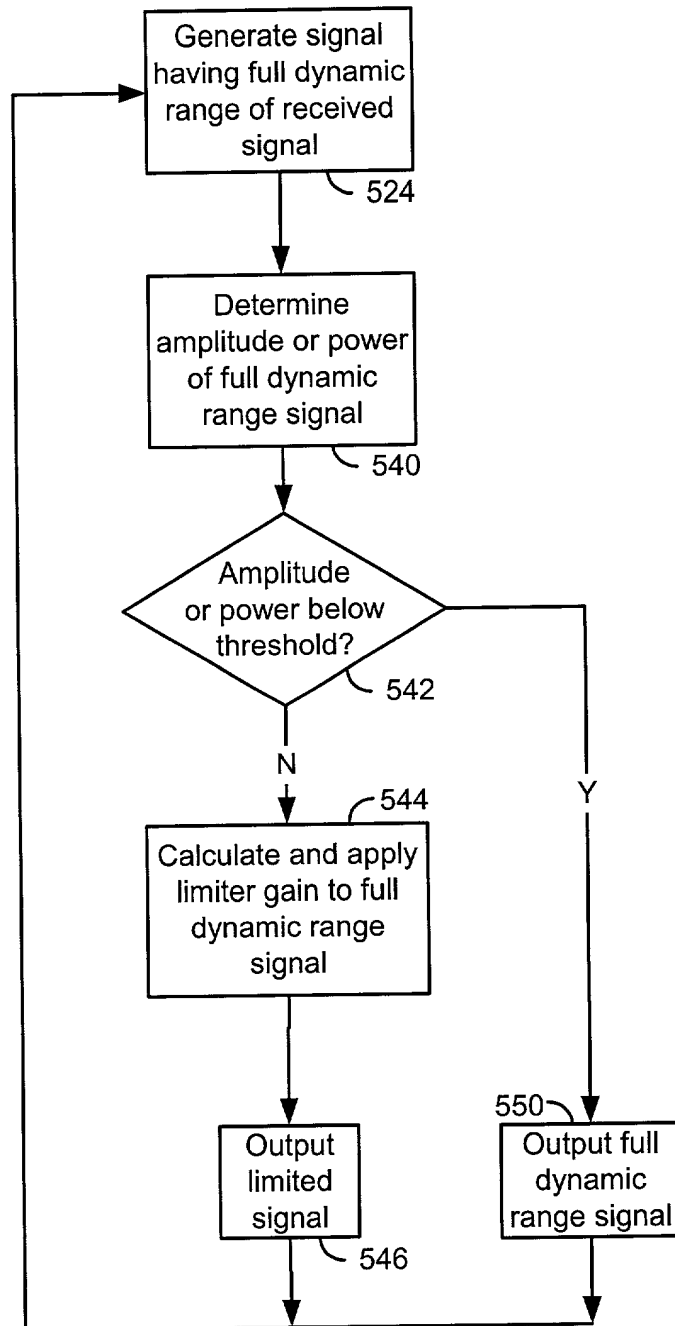 Generate signal
having full dynamic
range of received
signal
524
Determine
amplitude or power
of full dynamic
range signal
540
Amplitude
or power below
threshold?
542
N
Y
544
Calculate and apply
limiter gain to full
dynamic range
signal
550
Output
limited
signal
546
Output full
dynamic
range signal